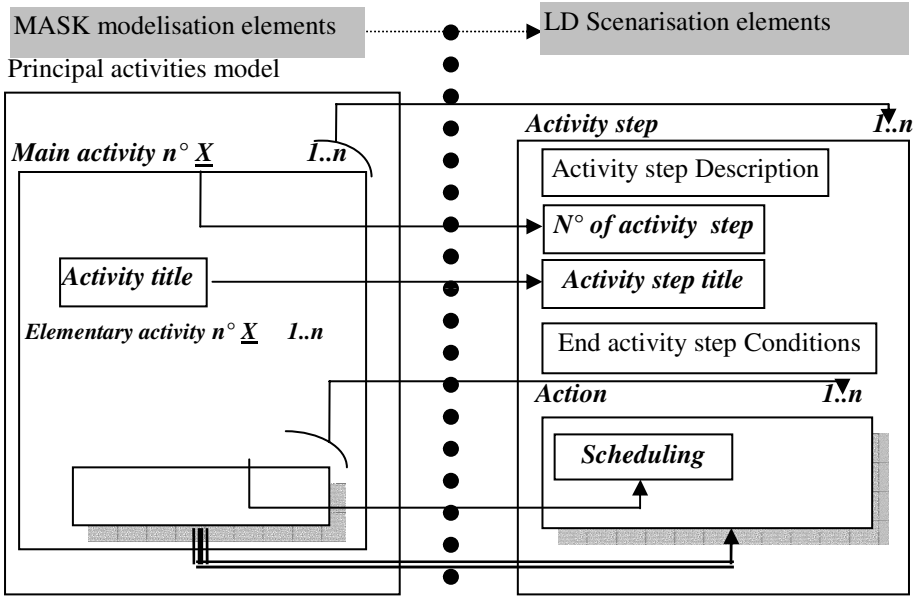 MASK modelisation elements
LD Scenarisation elements
Principal activities model
Main activity n° X 1..n
Activity title
Elementary activity n° X 1..n
Activity step 1..n
Activity step Description
N° of activity step
Activity step title
End activity step Conditions
Action 1..n
Scheduling